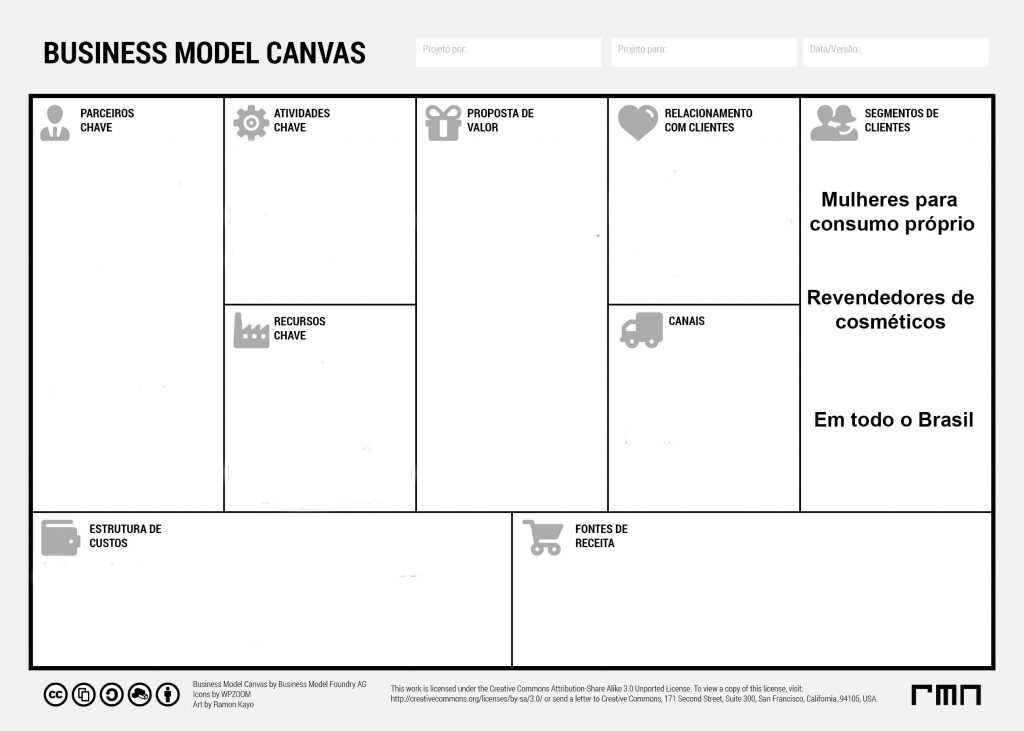 BUSINESS MODEL CANVAS
Projeto por:
Projeto para:
Data/Versão:
PARCEIROS
CHAVE
ATIVIDADES
CHAVE
PROPOSTA DE
VALOR
RELACIONAMENTO
COM CLIENTES
SEGMENTOS DE
CLIENTES
Mulheres para
consumo próprio
Revendedores de
cosméticos
Em todo o Brasil
RECURSOS
CHAVE
CANAIS
ESTRUTURA DE
CUSTOS
FONTES DE
RECEITA
cc
Business Model Canvas by Business Model Foundry AG
Icons by WPZOOM
Art by Ramon Kayo
This work is licensed under the Creative Commons Attribution-Share Alike 3.0 Unported License. To view a copy of this license, visit:
http://creativecommons.org/licenses/by-sa/3.0/ or send a letter to Creative Commons, 171 Second Street, Suite 300, San Francisco, California, 94105, USA.
rmn